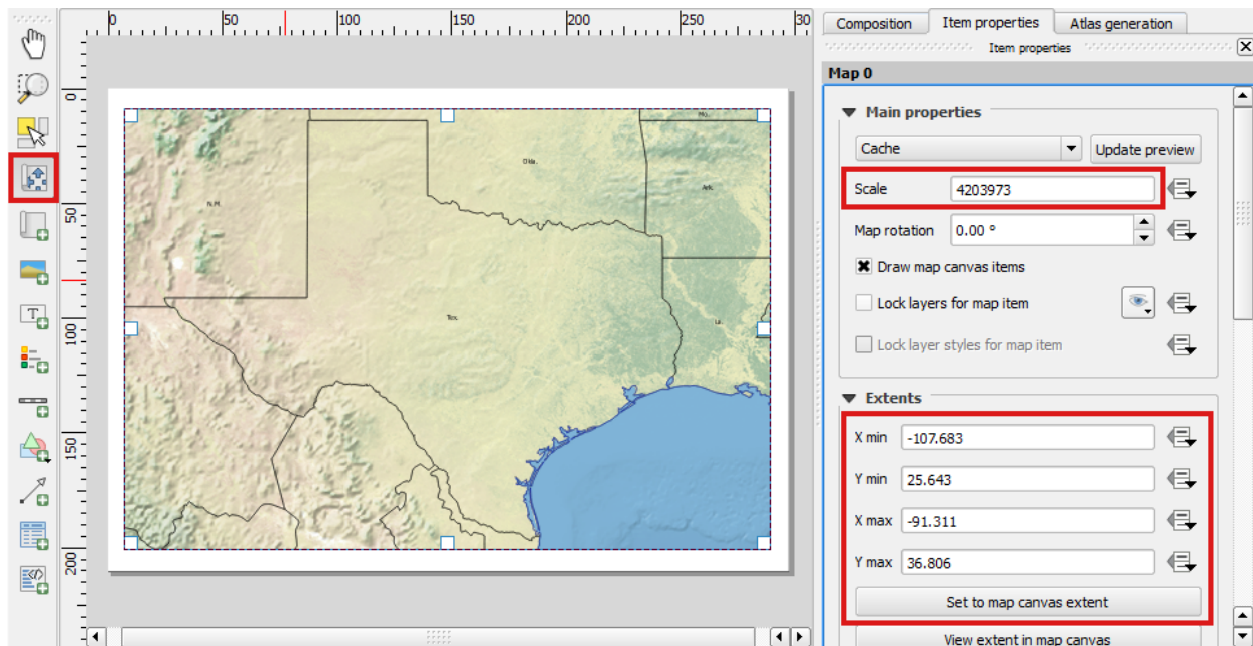 0 50 100 150 200 250 30
0
50
100
150
200
Mo.
Okla.
Ark.
N.M.
Tex.
La.
T
Composition Item properties Atlas generation
Item properties
Map 0
Main properties
Cache Update preview
Scale 4203973
Map rotation 0.00 °
Draw map canvas items
Lock layers for map item
Lock layer styles for map item
Extents
X min -107.683
Y min 25.643
X max -91.311
Y max 36.806
Set to map canvas extent
View extent in map canvas